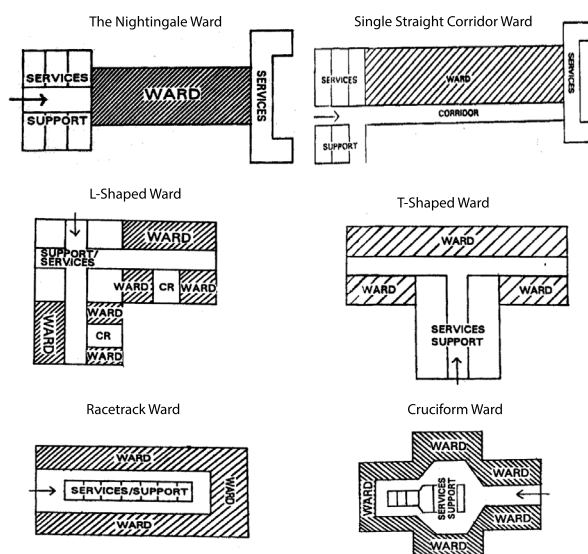 The Nightingale Ward
SERVICES
SUPPORT
WARD
SERVICES
Single Straight Corridor Ward
SERVICES
SUPPORT
WARD
CORRIDOR
SERVICES
L-Shaped Ward
WARD
SUPPORT/
SERVICES
WARD
CR
WARD
WARD
WARD
CR
WARD
T-Shaped Ward
WARD
WARD
WARD
SERVICES
SUPPORT
Racetrack Ward
WARD
SERVICES/SUPPORT
WARD
WARD
Cruciform Ward
WARD
WARD
WARD
SERVICES
SUPPORT
WARD
WARD